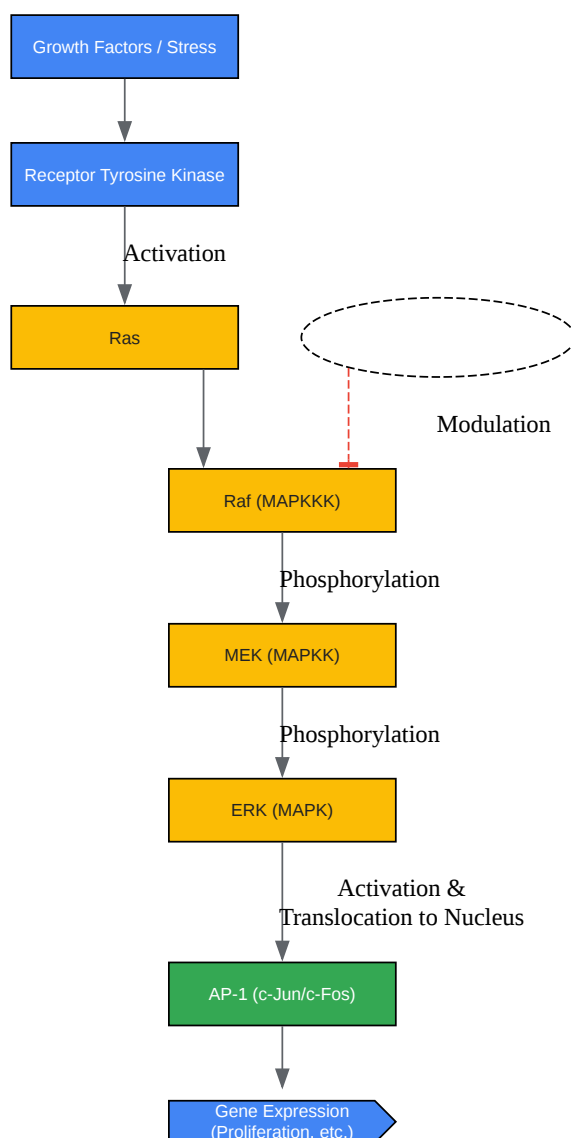 Growth Factors / Stress
Receptor Tyrosine Kinase
Activation
Ras
Modulation
Raf (MAPKKK)
Phosphorylation
MEK (MAPKK)
Phosphorylation
ERK (MAPK)
Activation &
Translocation to Nucleus
AP-1 (c-Jun/c-Fos)
Gene Expression
(Proliferation, etc.)